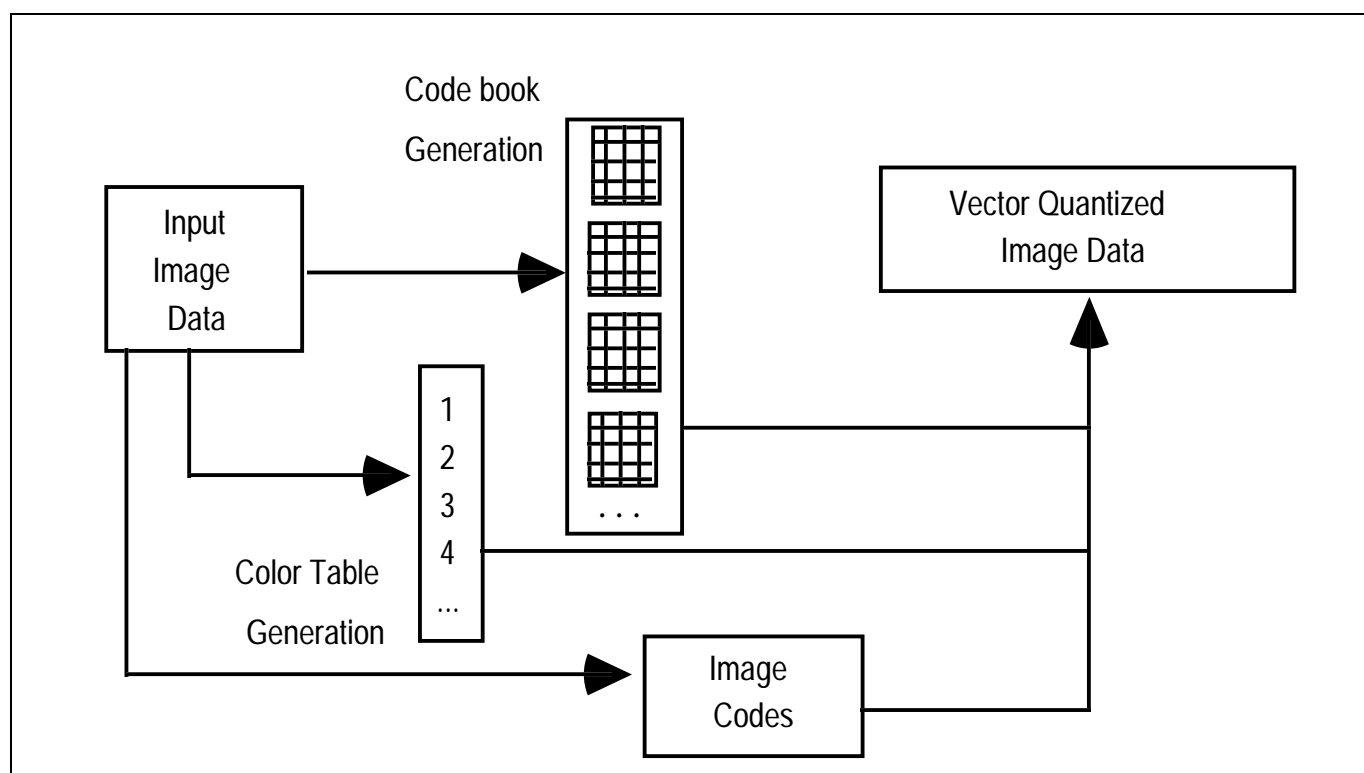 Code book
Generation
Input
Image
Data
Vector Quantized
Image Data
1
2
3
4
...
. . .
Color Table
Generation
Image
Codes